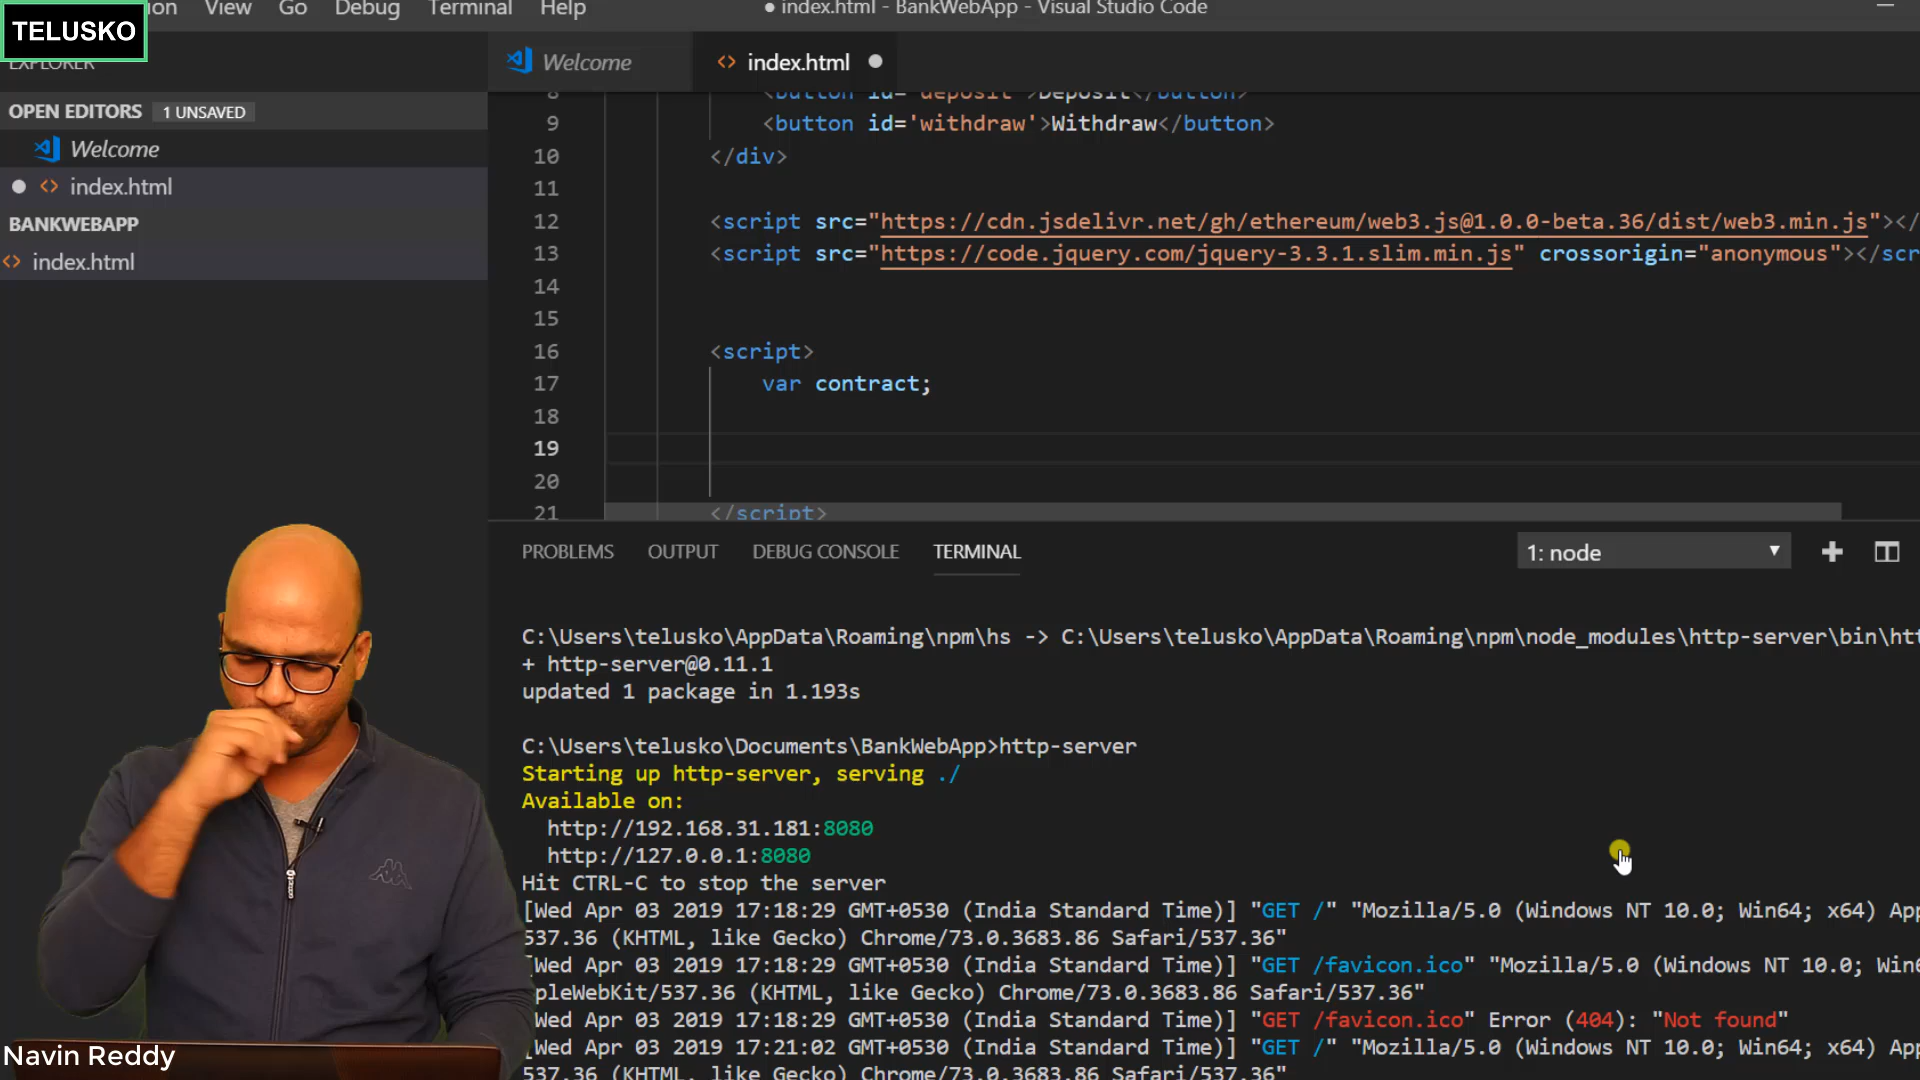 TELUSKO
ion View Go Debug Terminal Help
● index.html - BankWebApp - Visual Studio Code
EXPLORER
OPEN EDITORS 1 UNSAVED
Welcome
index.html
BANKWEBAPP
index.html
Welcome
index.html
8 <button id='deposit'>Deposit</button>
9 <button id='withdraw'>Withdraw</button>
10 </div>
11
12 <script src="https://cdn.jsdelivr.net/gh/ethereum/web3.js@1.0.0-beta.36/dist/web3.min.js"></
13 <script src="https://code.jquery.com/jquery-3.3.1.slim.min.js" crossorigin="anonymous"></scr
14
15
16 <script>
17 var contract;
18
19
20
21 </script>
PROBLEMS OUTPUT DEBUG CONSOLE TERMINAL 1: node
C:\Users\telusko\AppData\Roaming\npm\hs -> C:\Users\telusko\AppData\Roaming\npm\node_modules\http-server\bin\htt
+ http-server@0.11.1
updated 1 package in 1.193s
C:\Users\telusko\Documents\BankWebApp>http-server
Starting up http-server, serving ./
Available on:
http://192.168.31.181:8080
http://127.0.0.1:8080
Hit CTRL-C to stop the server
[Wed Apr 03 2019 17:18:29 GMT+0530 (India Standard Time)] "GET /" "Mozilla/5.0 (Windows NT 10.0; Win64; x64) App
537.36 (KHTML, like Gecko) Chrome/73.0.3683.86 Safari/537.36"
[Wed Apr 03 2019 17:18:29 GMT+0530 (India Standard Time)] "GET /favicon.ico" "Mozilla/5.0 (Windows NT 10.0; Win6
pleWebKit/537.36 (KHTML, like Gecko) Chrome/73.0.3683.86 Safari/537.36"
[Wed Apr 03 2019 17:18:29 GMT+0530 (India Standard Time)] "GET /favicon.ico" Error (404): "Not found"
[Wed Apr 03 2019 17:21:02 GMT+0530 (India Standard Time)] "GET /" "Mozilla/5.0 (Windows NT 10.0; Win64; x64) App
537.36 (KHTML, like Gecko) Chrome/73.0.3683.86 Safari/537.36"
Navin Reddy